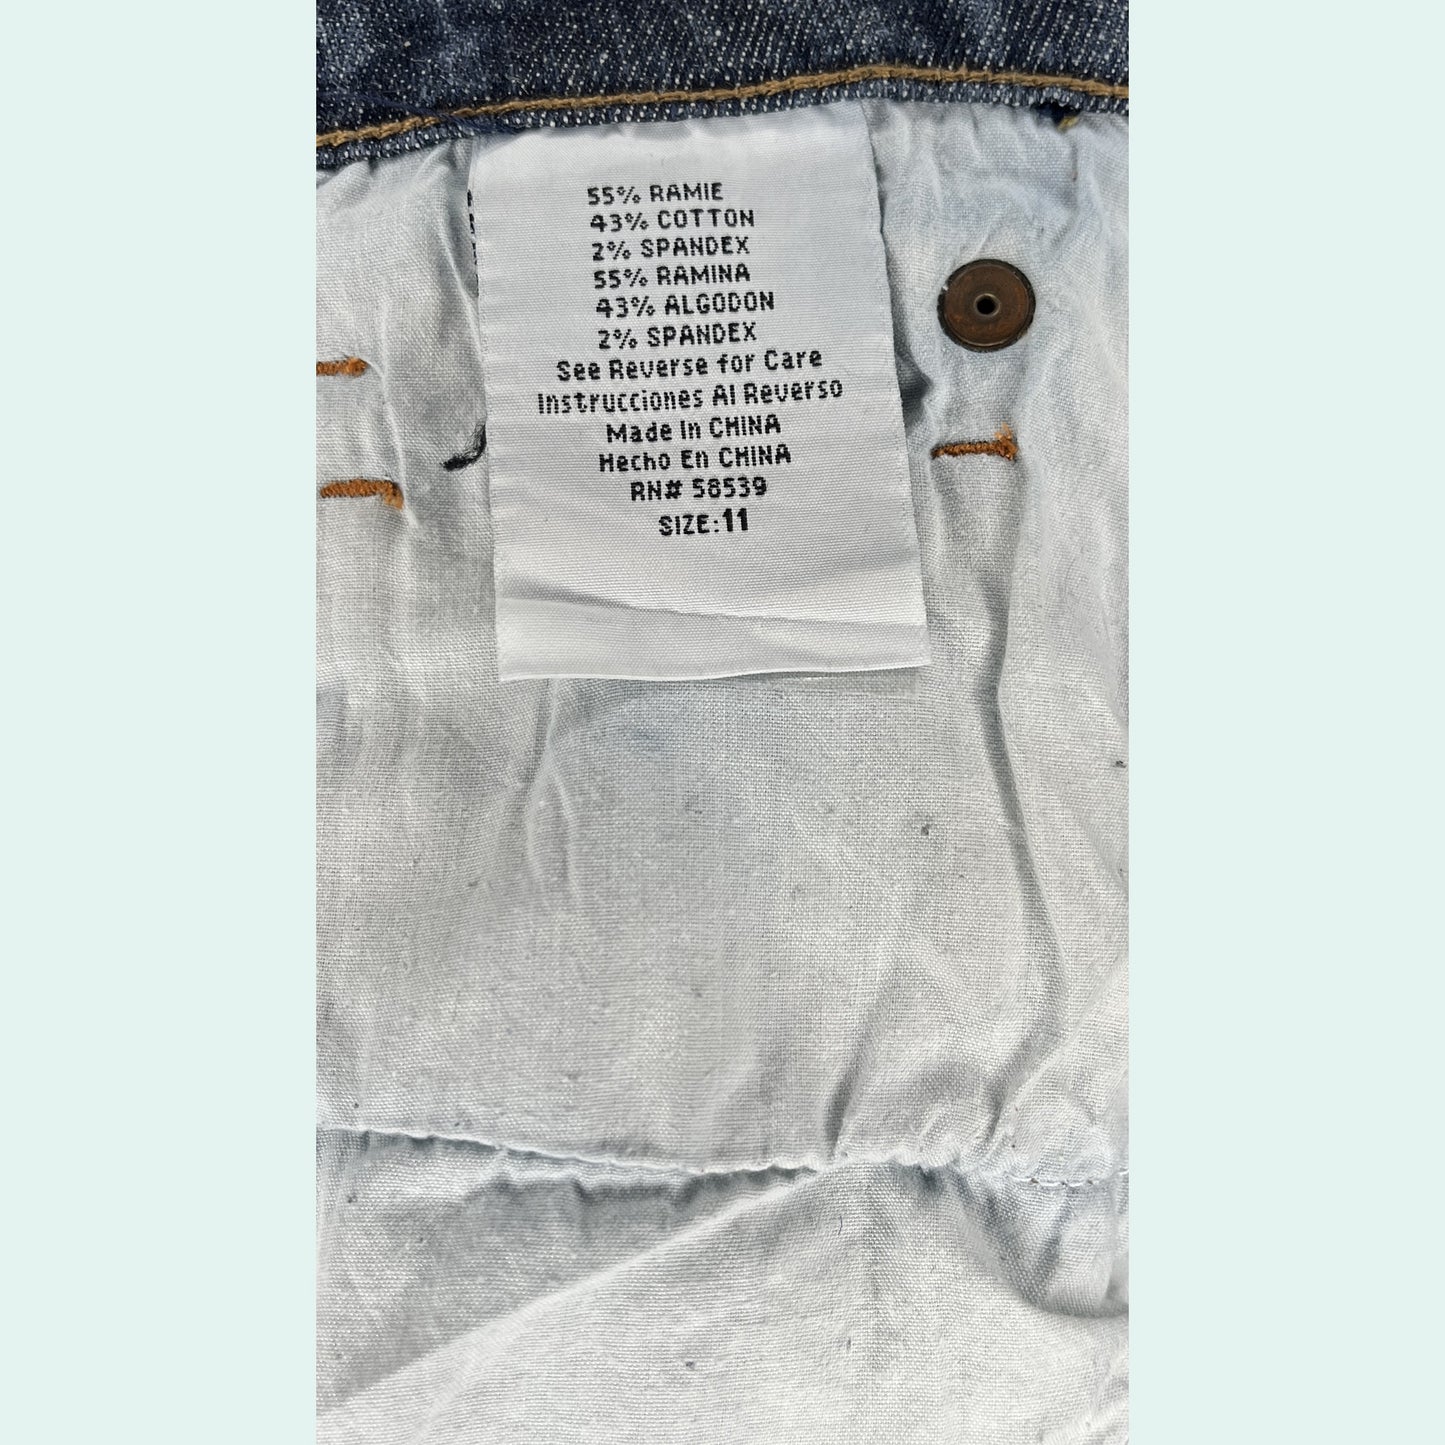 55% RAMIE
43% COTTON
2% SPANDEX
55% RAMINA
43% ALGODON
2% SPANDEX
See Reverse for Care
Instrucciones Al Reverso
Made In CHINA
Hecho En CHINA
RN# 58539
SIZE:11